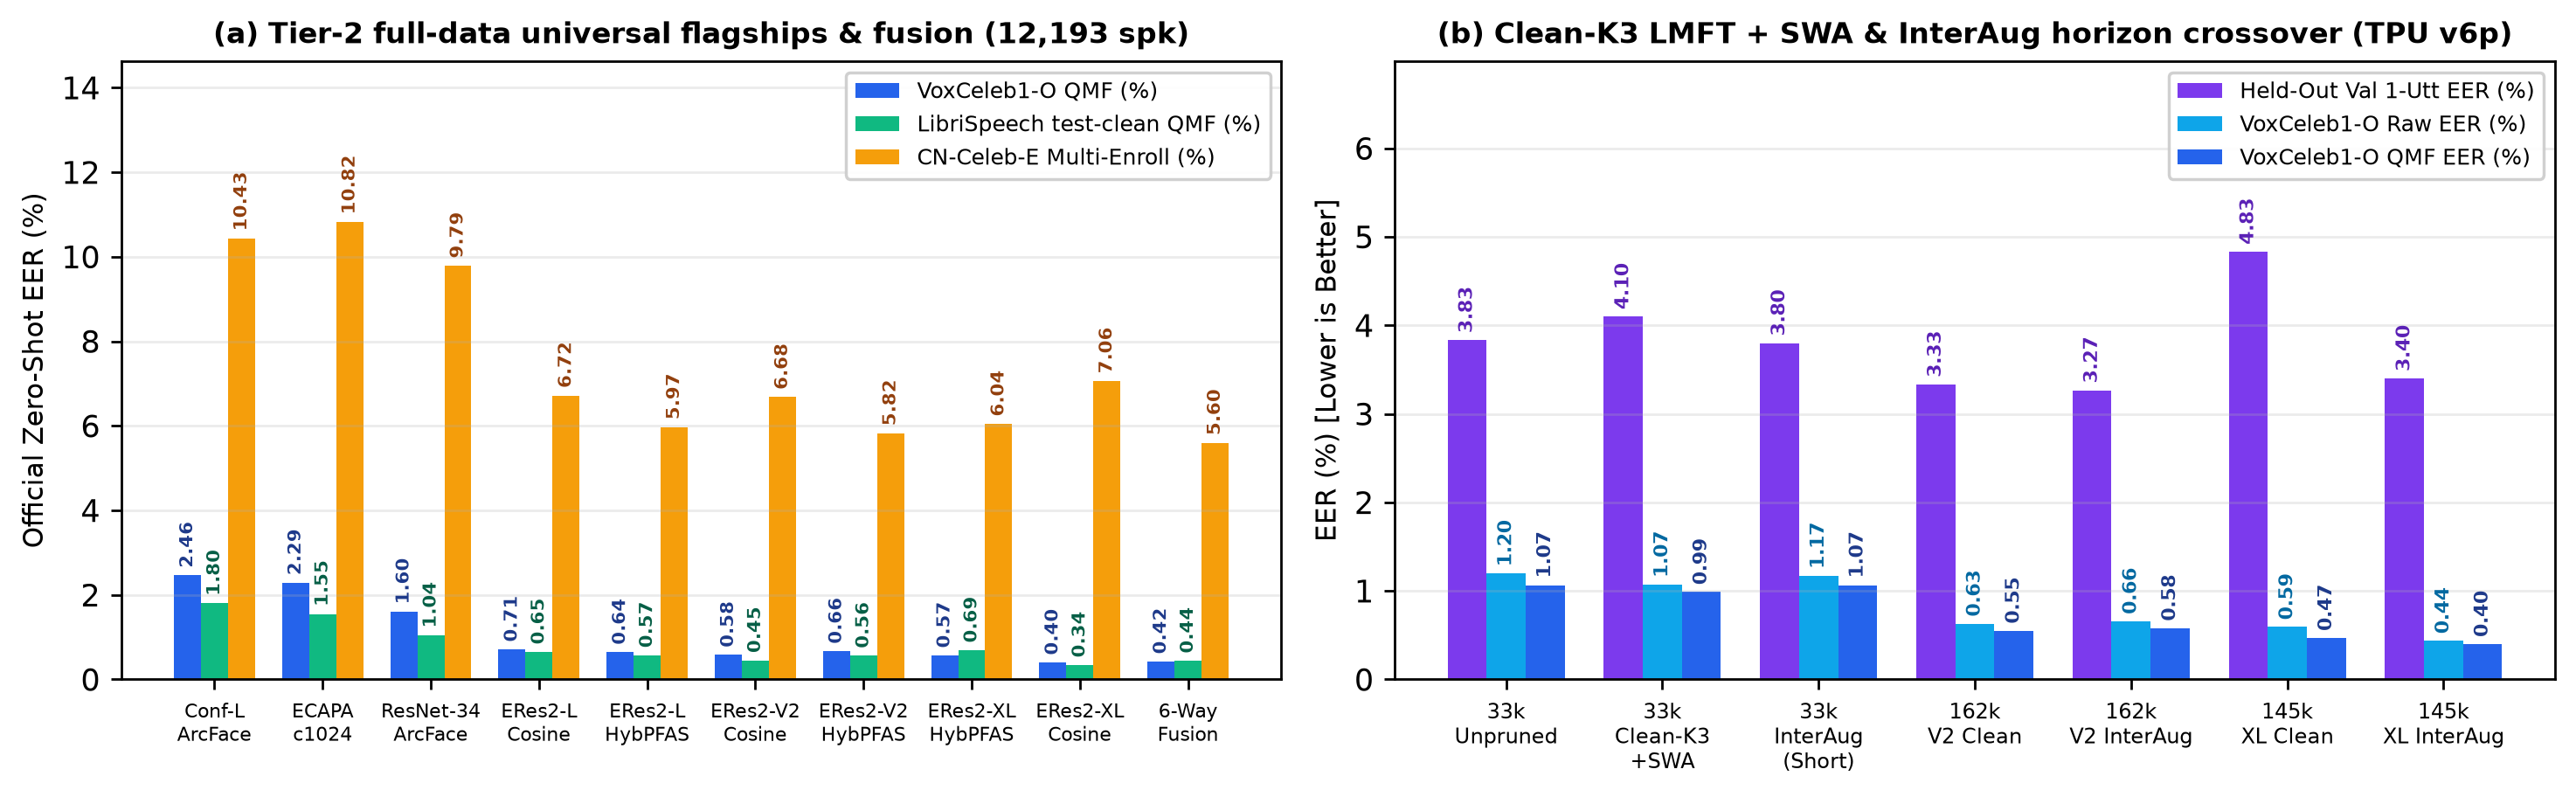 (a) Tier-2 full-data universal flagships & fusion (12,193 spk)
Official Zero-Shot EER (%)
14
12
10
8
6
4
2
0
VoxCeleb1-O QMF (%)
LibriSpeech test-clean QMF (%)
CN-Celeb-E Multi-Enroll (%)
2.46
1.80
10.43
2.29
1.55
10.82
1.60
1.04
9.79
0.71
0.65
6.72
0.64
0.57
5.97
0.58
0.45
6.68
0.66
0.56
5.82
0.57
0.69
6.04
0.40
0.34
7.06
0.42
0.44
5.60
Conf-L
ArcFace
ECAPA
c1024
ResNet-34
ArcFace
ERes2-L
Cosine
ERes2-L
HybPFAS
ERes2-V2
Cosine
ERes2-V2
HybPFAS
ERes2-XL
HybPFAS
ERes2-XL
Cosine
6-Way
Fusion
(b) Clean-K3 LMFT + SWA & InterAug horizon crossover (TPU v6p)
EER (%) [Lower is Better]
6
5
4
3
2
1
0
Held-Out Val 1-Utt EER (%)
VoxCeleb1-O Raw EER (%)
VoxCeleb1-O QMF EER (%)
3.83
1.20
1.07
4.10
1.07
0.99
3.80
1.17
1.07
3.33
0.63
0.55
3.27
0.66
0.58
4.83
0.59
0.47
3.40
0.44
0.40
33k
Unpruned
33k
Clean-K3
+SWA
33k
InterAug
(Short)
162k
V2 Clean
162k
V2 InterAug
145k
XL Clean
145k
XL InterAug